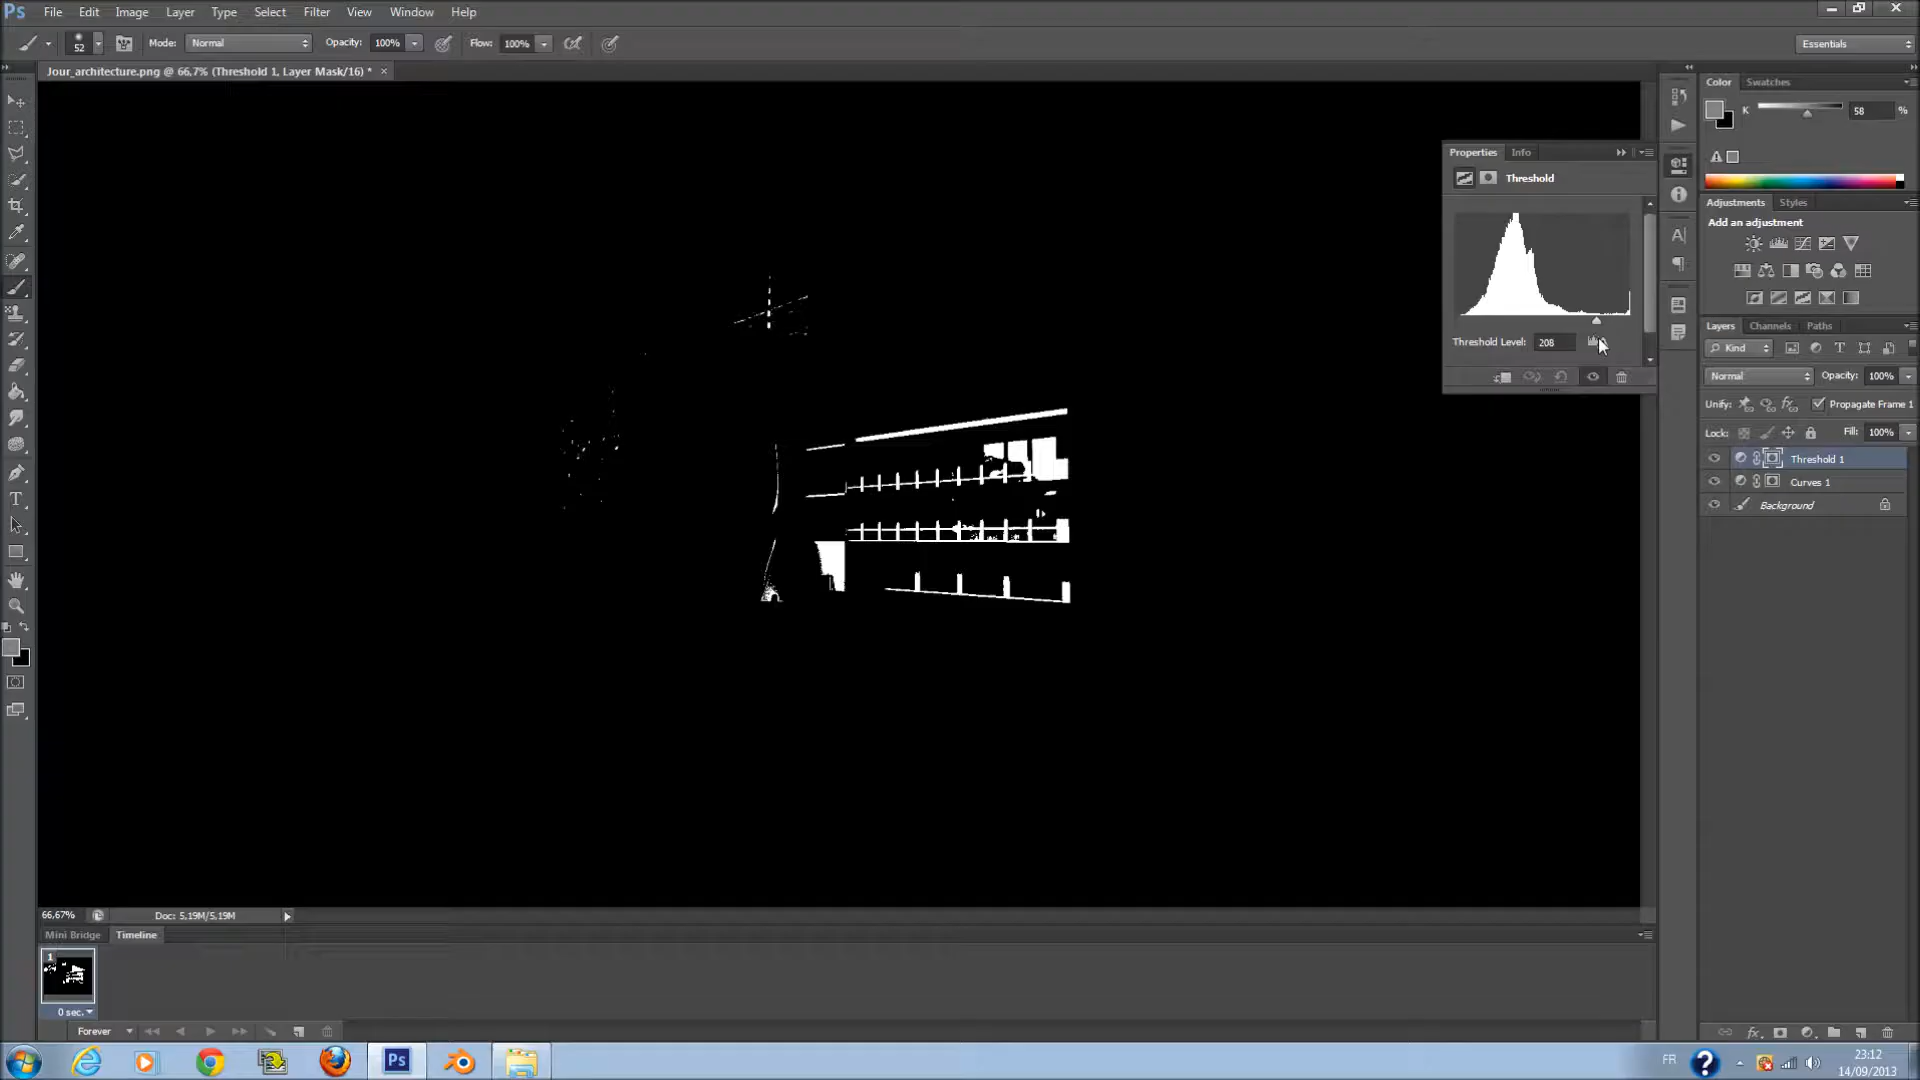 Ps File Edit Image Layer Type Select Filter View Window Help
52 Mode: Normal Opacity: 100% Flow: 100% Essentials
Jour_architecture.png @ 66,7% (Threshold 1, Layer Mask/16) * ×
Color Swatches
K 58 %
Properties Info
Threshold
Threshold Level: 208
Adjustments Styles
Add an adjustment
Layers Channels Paths
Kind
Normal Opacity: 100%
Unify: Propagate Frame 1
Lock: Fill: 100%
Threshold 1
Curves 1
Background
66,67% Doc: 5,19M/5,19M
Mini Bridge Timeline
1
0 sec.
Forever
Ps FR 23:12
14/09/2013